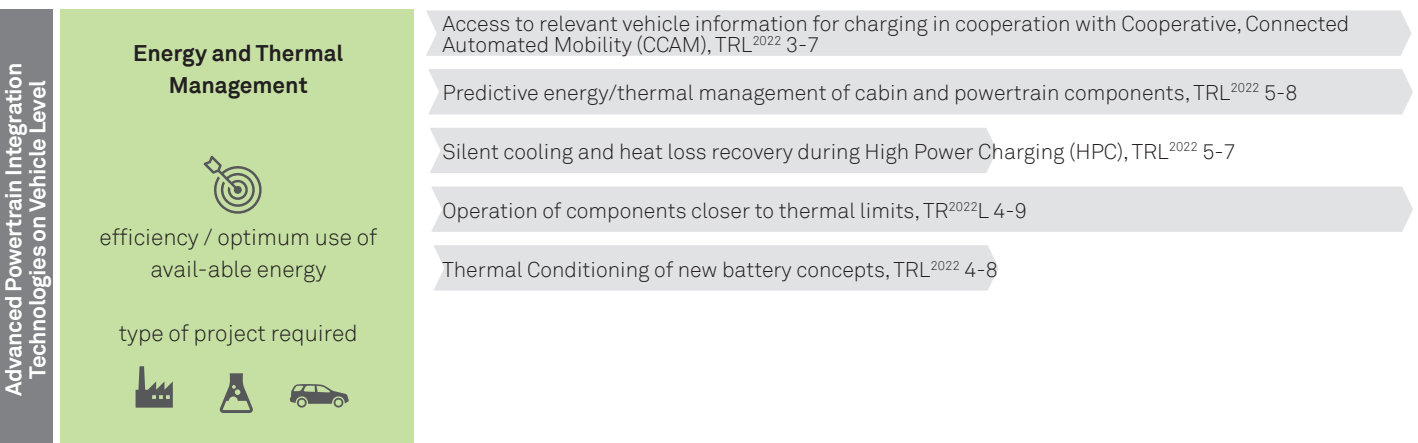 Advanced Powertrain Integration
Technologies on Vehicle Level
Energy and Thermal
Management
efficiency / optimum use of
avail-able energy
type of project required
Access to relevant vehicle information for charging in cooperation with Cooperative, Connected
Automated Mobility (CCAM), TRL²⁰²² 3-7
Predictive energy/thermal management of cabin and powertrain components, TRL²⁰²² 5-8
Silent cooling and heat loss recovery during High Power Charging (HPC), TRL²⁰²² 5-7
Operation of components closer to thermal limits, TR²⁰²²L 4-9
Thermal Conditioning of new battery concepts, TRL²⁰²² 4-8